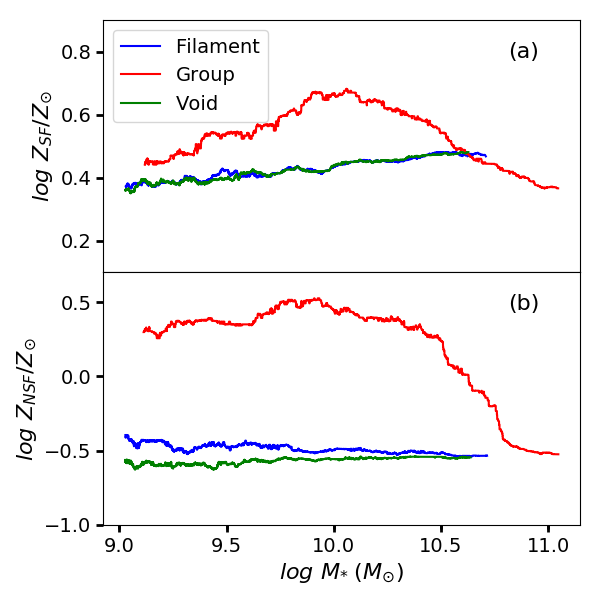 (a)
Filament
Group
Void
log Z_SF/Z_⊙
0.8
0.6
0.4
0.2
(b)
log Z_NSF/Z_⊙
0.5
0.0
−0.5
−1.0
9.0 9.5 10.0 10.5 11.0
log M_* (M_⊙)